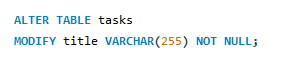 ALTER TABLE tasks
MODIFY title VARCHAR(255) NOT NULL;